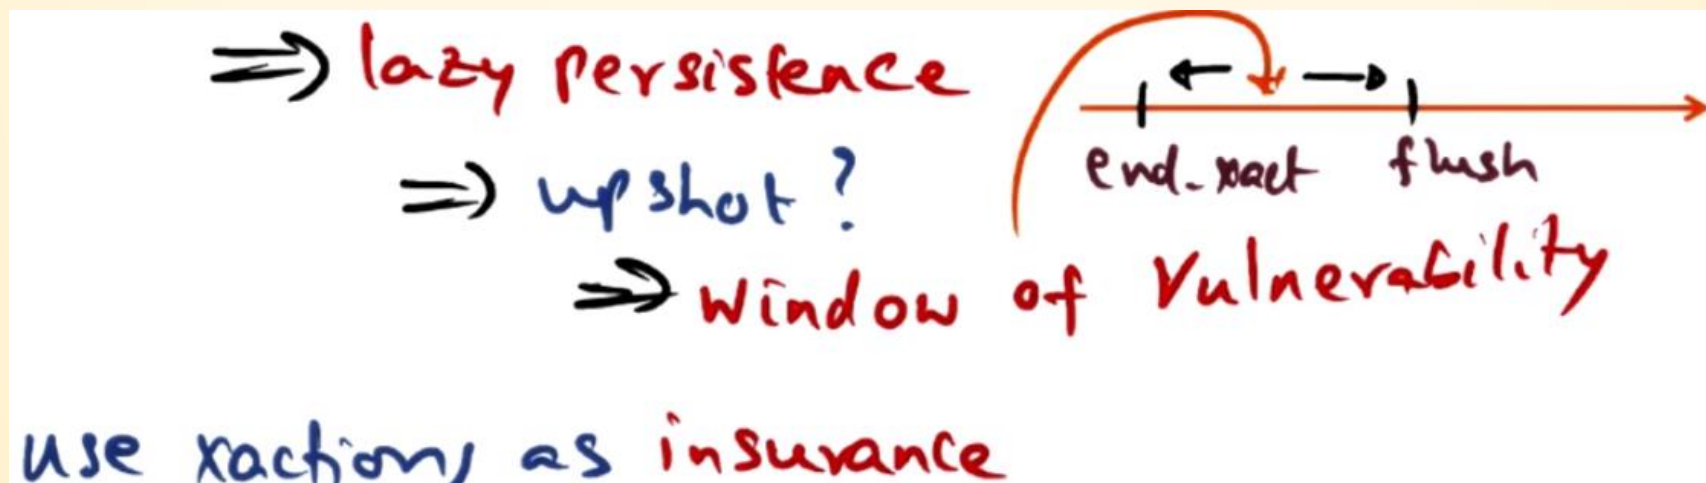 ⇒ lazy persistence
end_xact flush
⇒ upshot?
⇒ window of vulnerability
use xactions as insurance